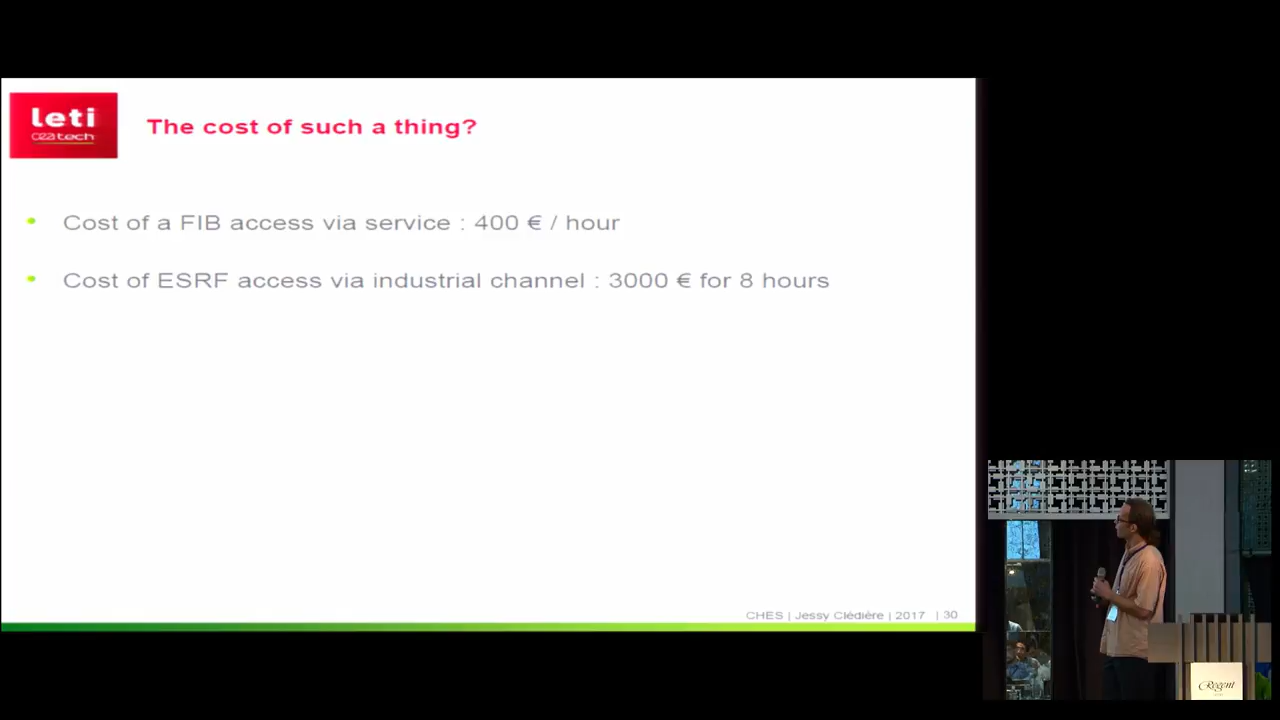 leti
ceatech
The cost of such a thing?
• Cost of a FIB access via service : 400 € / hour
• Cost of ESRF access via industrial channel : 3000 € for 8 hours
CHES | Jessy Clédière | 2017 | 30
Regent